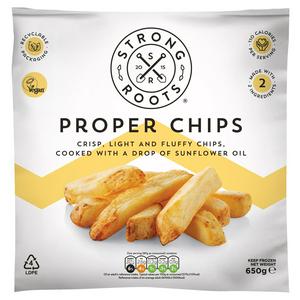 RECYCLABLE PACKAGING
Vegan
STRONG
S
20 15
R
ROOTS®
110 CALORIES PER SERVING
MADE WITH
2
INGREDIENTS
PROPER CHIPS
CRISP, LIGHT AND FLUFFY CHIPS,
COOKED WITH A DROP OF SUNFLOWER OIL
4
LDPE
KEEP FROZEN
NET WEIGHT
650g e